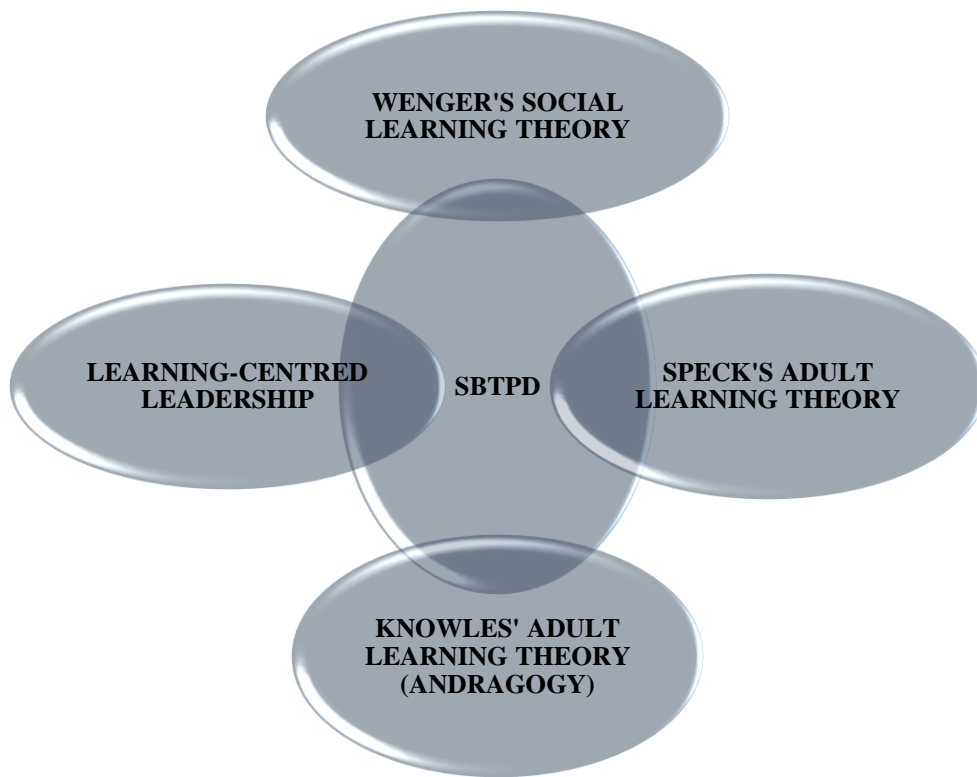 WENGER'S SOCIAL
LEARNING THEORY
LEARNING-CENTRED
LEADERSHIP
SBTPD
SPECK'S ADULT
LEARNING THEORY
KNOWLES' ADULT
LEARNING THEORY
(ANDRAGOGY)